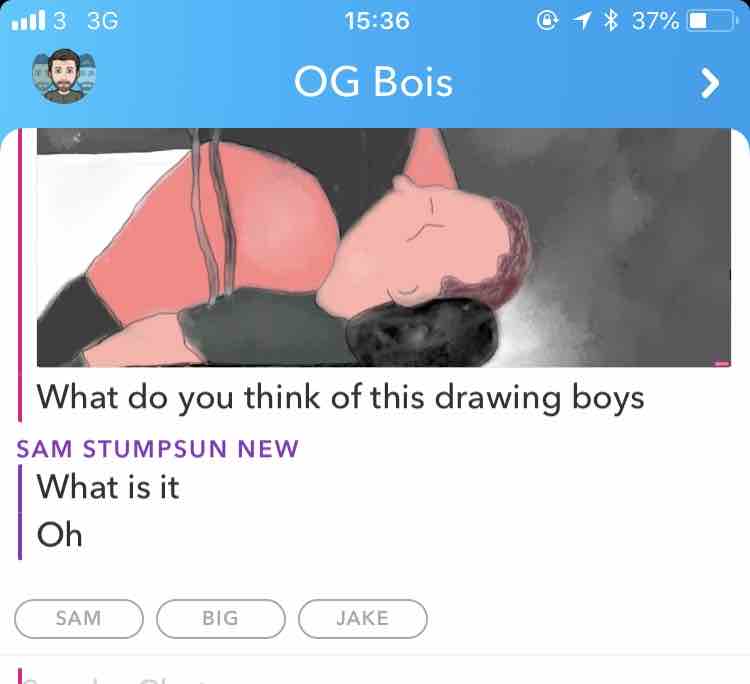 3 3G 15:36 37%
OG Bois
What do you think of this drawing boys
SAM STUMPSUN NEW
What is it
Oh
SAM BIG JAKE